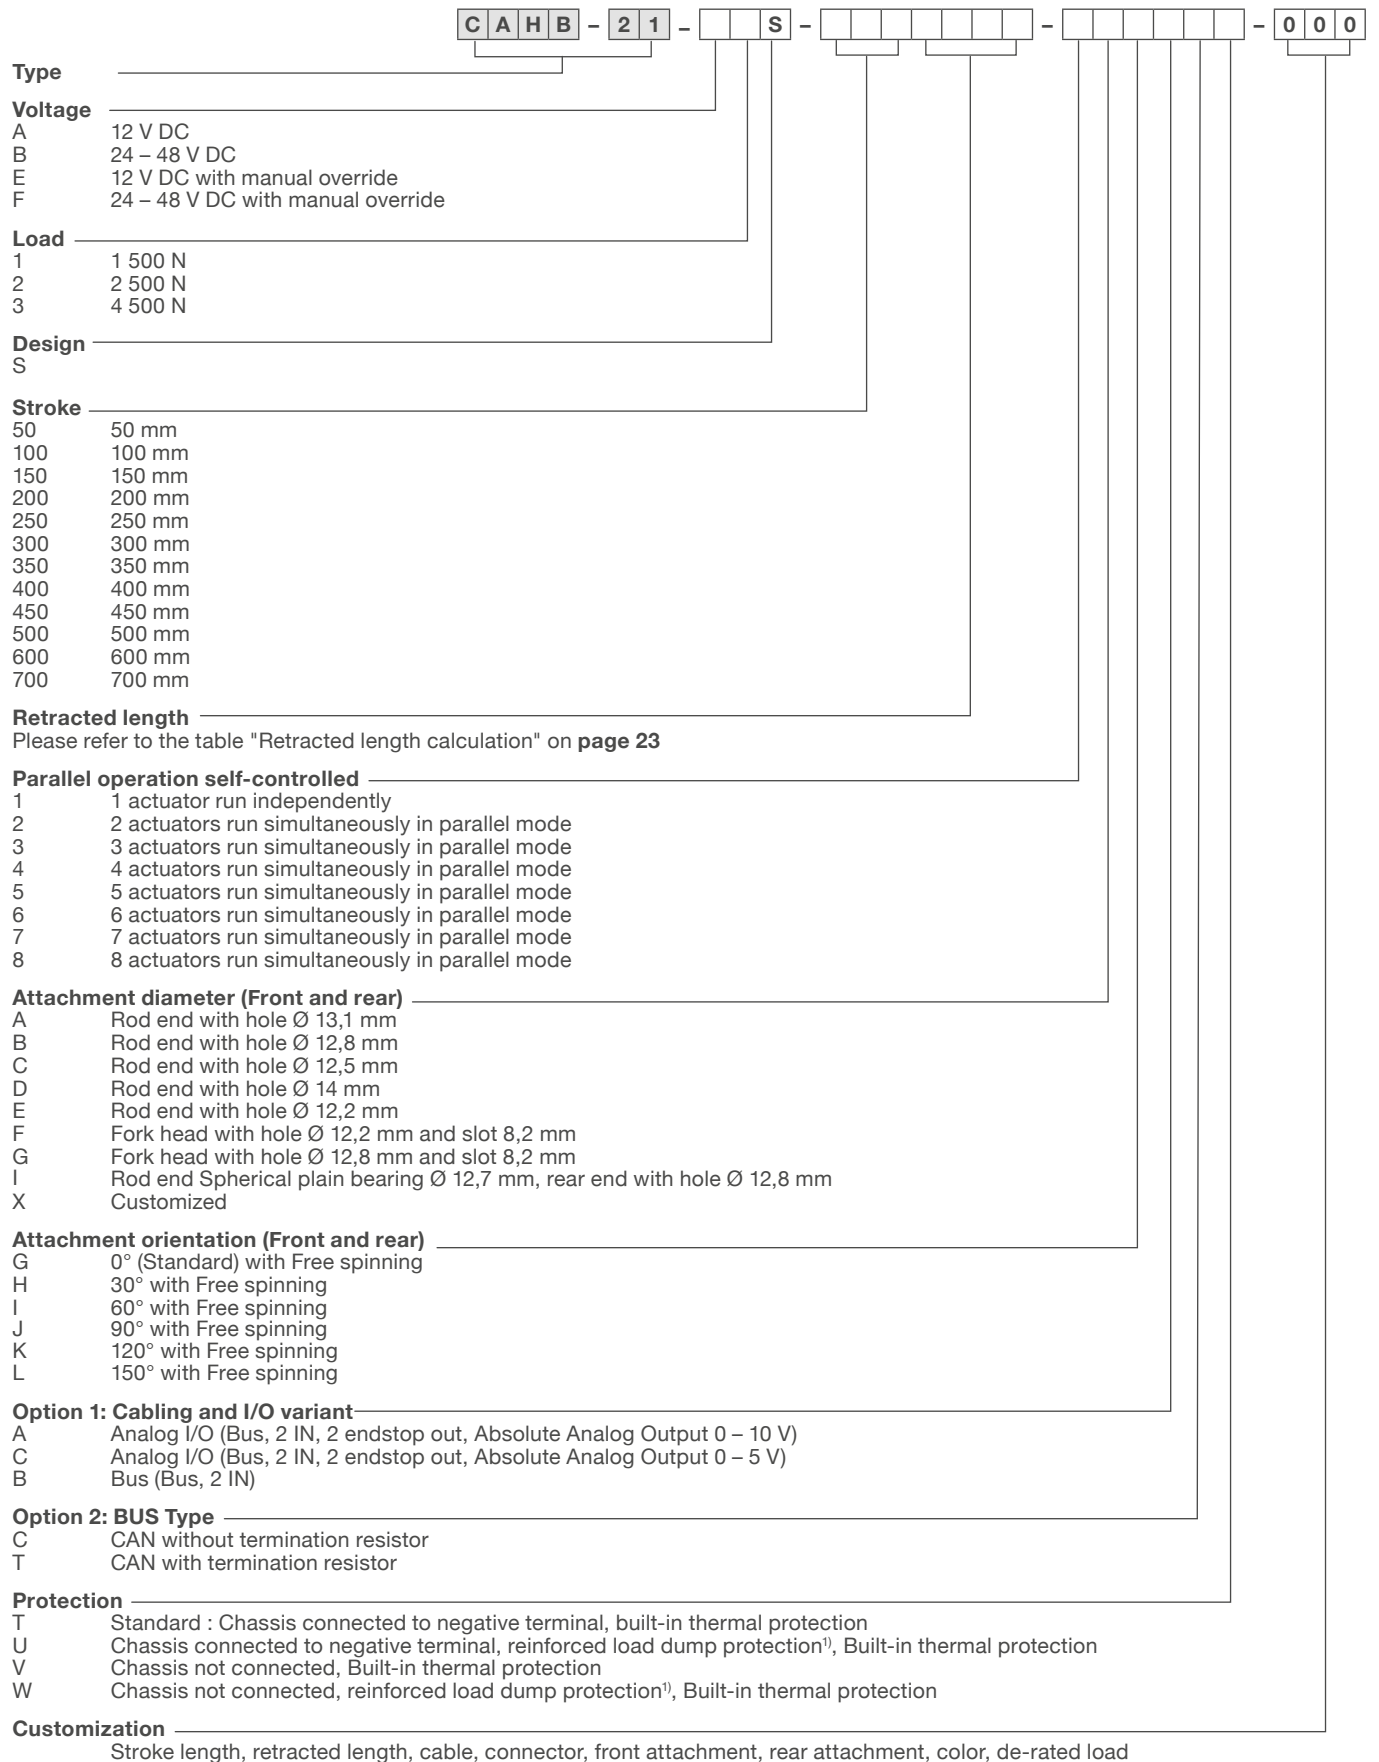 CAHB – 21 – S – – – 000
Type
Voltage
A 12 V DC
B 24 – 48 V DC
E 12 V DC with manual override
F 24 – 48 V DC with manual override
Load
1 1 500 N
2 2 500 N
3 4 500 N
Design
S
Stroke
50 50 mm
100 100 mm
150 150 mm
200 200 mm
250 250 mm
300 300 mm
350 350 mm
400 400 mm
450 450 mm
500 500 mm
600 600 mm
700 700 mm
Retracted length
Please refer to the table "Retracted length calculation" on page 23
Parallel operation self-controlled
1 1 actuator run independently
2 2 actuators run simultaneously in parallel mode
3 3 actuators run simultaneously in parallel mode
4 4 actuators run simultaneously in parallel mode
5 5 actuators run simultaneously in parallel mode
6 6 actuators run simultaneously in parallel mode
7 7 actuators run simultaneously in parallel mode
8 8 actuators run simultaneously in parallel mode
Attachment diameter (Front and rear)
A Rod end with hole Ø 13,1 mm
B Rod end with hole Ø 12,8 mm
C Rod end with hole Ø 12,5 mm
D Rod end with hole Ø 14 mm
E Rod end with hole Ø 12,2 mm
F Fork head with hole Ø 12,2 mm and slot 8,2 mm
G Fork head with hole Ø 12,8 mm and slot 8,2 mm
I Rod end Spherical plain bearing Ø 12,7 mm, rear end with hole Ø 12,8 mm
X Customized
Attachment orientation (Front and rear)
G 0° (Standard) with Free spinning
H 30° with Free spinning
I 60° with Free spinning
J 90° with Free spinning
K 120° with Free spinning
L 150° with Free spinning
Option 1: Cabling and I/O variant
A Analog I/O (Bus, 2 IN, 2 endstop out, Absolute Analog Output 0 – 10 V)
C Analog I/O (Bus, 2 IN, 2 endstop out, Absolute Analog Output 0 – 5 V)
B Bus (Bus, 2 IN)
Option 2: BUS Type
C CAN without termination resistor
T CAN with termination resistor
Protection
T Standard : Chassis connected to negative terminal, built-in thermal protection
U Chassis connected to negative terminal, reinforced load dump protection¹⁾, Built-in thermal protection
V Chassis not connected, Built-in thermal protection
W Chassis not connected, reinforced load dump protection¹⁾, Built-in thermal protection
Customization
Stroke length, retracted length, cable, connector, front attachment, rear attachment, color, de-rated load